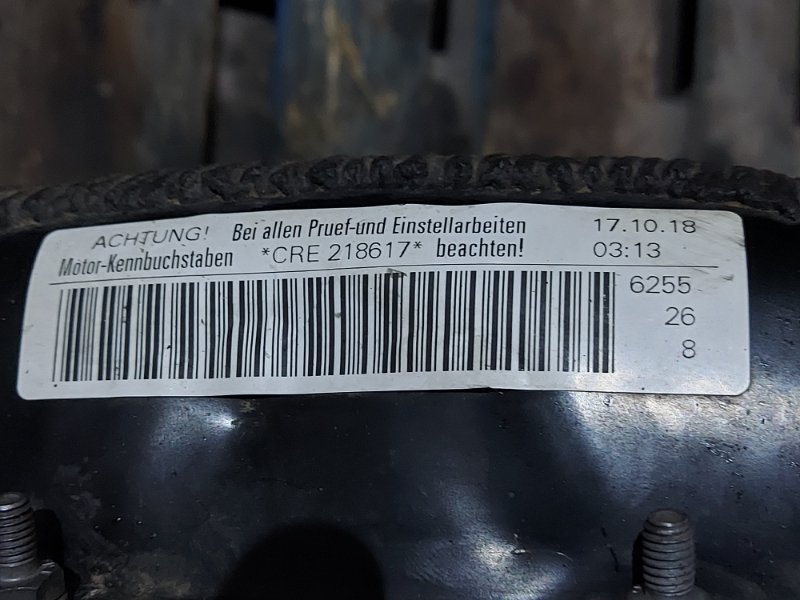 ACHTUNG! Bei allen Pruef-und Einstellarbeiten 17.10.18
Motor-Kennbuchstaben *CRE 218617* beachten! 03:13
6255
26
8